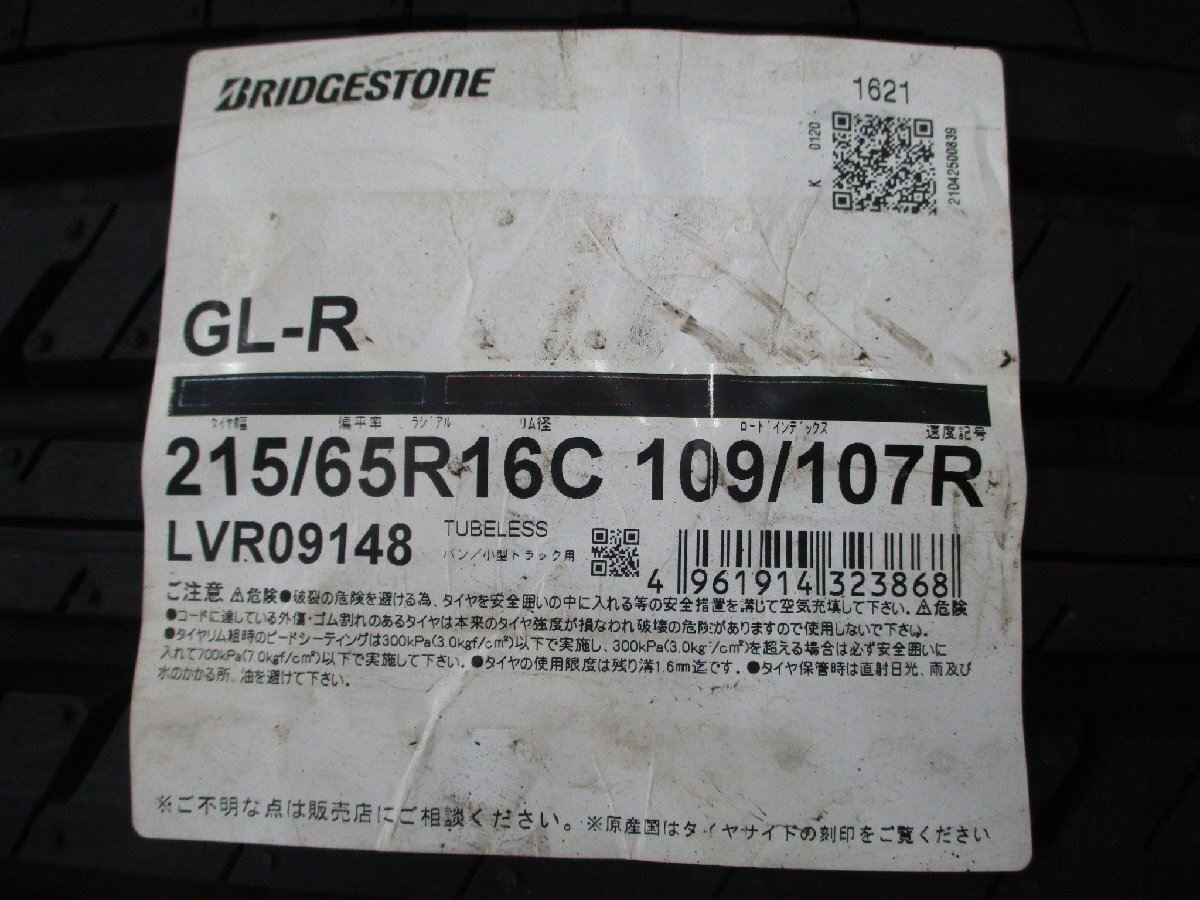 BRIDGESTONE
1621
K 0120
21042500839
GL-R
タイヤ幅 偏平率 ラジアル リム径 ロードインデックス 速度記号
215/65R16C 109/107R
LVR09148
TUBELESS
バン/小型トラック用
4 961914 323868
ご注意 ⚠危険●破裂の危険を避ける為、タイヤを安全囲いの中に入れる等の安全措置を講じて空気充填して下さい。⚠危険
●コードに達している外傷・ゴム割れのあるタイヤは本来のタイヤ強度が損なわれ破壊の危険がありますので使用しないで下さい。
●タイヤリム組時のビードシーティングは300kPa(3.0kgf/c㎡)以下で実施し、300kPa(3.0kgf/c㎡)を超える場合は必ず安全囲いに
入れて700kPa(7.0kgf/c㎡)以下で実施して下さい。●タイヤの使用限度は残り溝1.6mm迄です。●タイヤ保管時は直射日光、雨及び
水のかかる所、油を避けて下さい。
※ご不明な点は販売店にご相談ください。※原産国はタイヤサイドの刻印をご覧ください